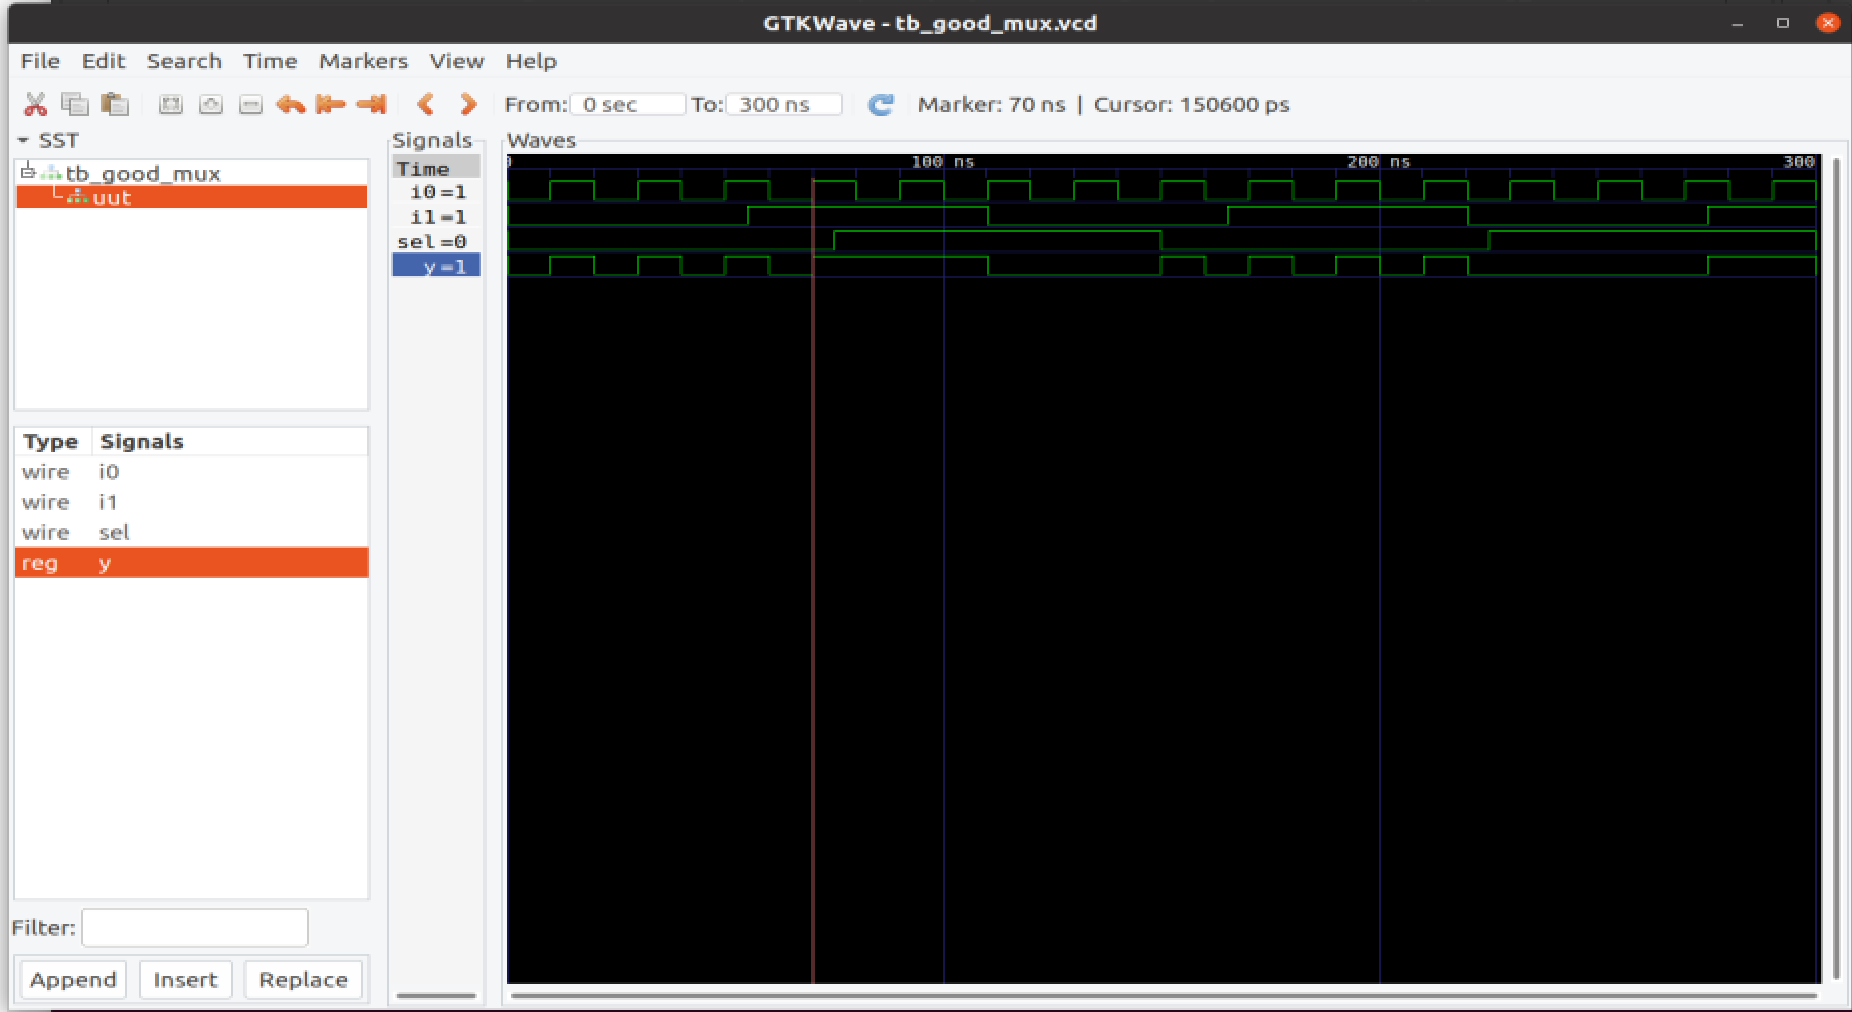 GTKWave - tb_good_mux.vcd
File Edit Search Time Markers View Help
From: 0 sec To: 300 ns Marker: 70 ns | Cursor: 150600 ps
SST
tb_good_mux
uut
Type Signals
wire i0
wire i1
wire sel
reg y
Filter:
Append Insert Replace
Signals
Time
i0=1
i1=1
sel=0
y=1
Waves
0 100 ns 200 ns 300